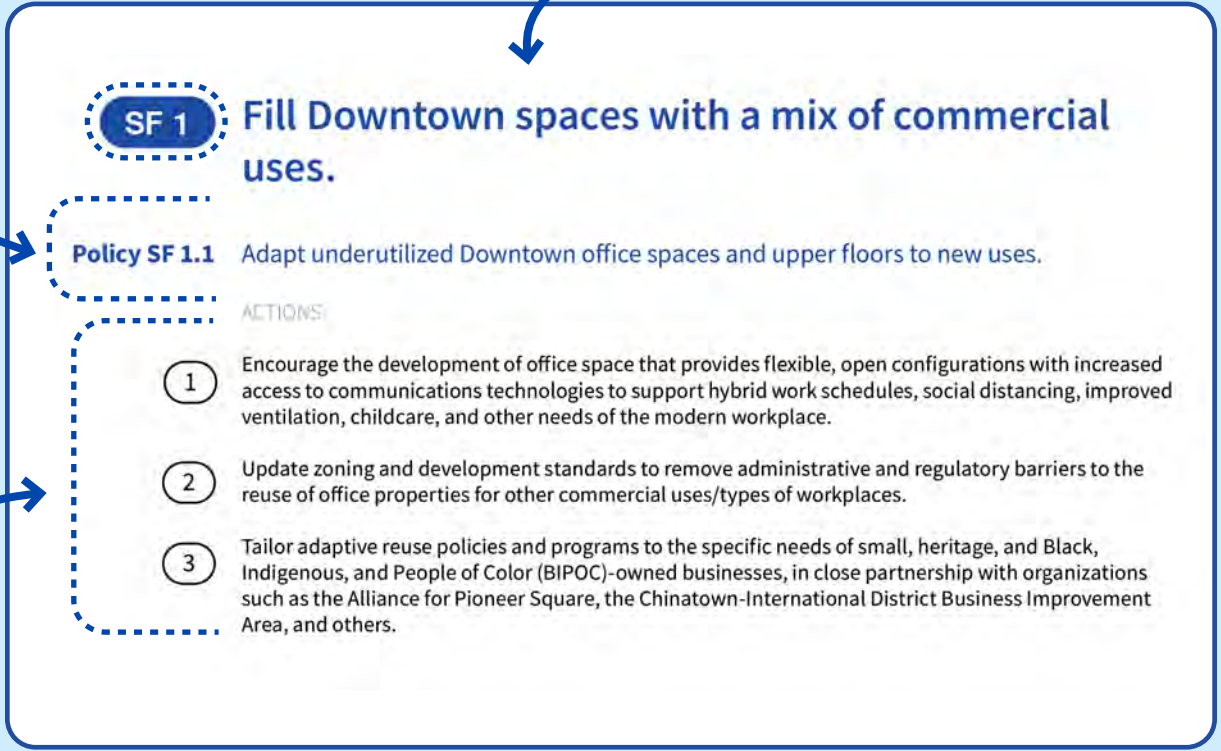 SF 1
Fill Downtown spaces with a mix of commercial
uses.
Policy SF 1.1 Adapt underutilized Downtown office spaces and upper floors to new uses.
ACTIONS:
1 Encourage the development of office space that provides flexible, open configurations with increased
access to communications technologies to support hybrid work schedules, social distancing, improved
ventilation, childcare, and other needs of the modern workplace.
2 Update zoning and development standards to remove administrative and regulatory barriers to the
reuse of office properties for other commercial uses/types of workplaces.
3 Tailor adaptive reuse policies and programs to the specific needs of small, heritage, and Black,
Indigenous, and People of Color (BIPOC)-owned businesses, in close partnership with organizations
such as the Alliance for Pioneer Square, the Chinatown-International District Business Improvement
Area, and others.